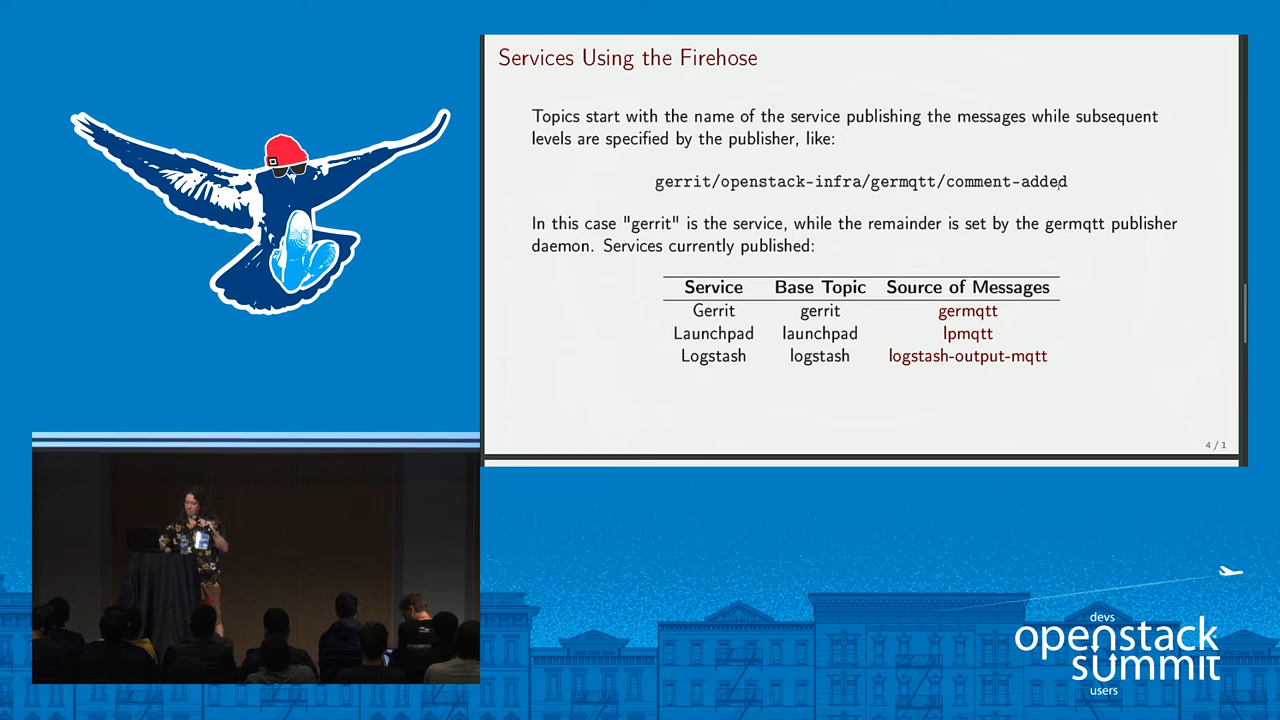 Services Using the Firehose
Topics start with the name of the service publishing the messages while subsequent
levels are specified by the publisher, like:
gerrit/openstack-infra/germqtt/comment-added
In this case "gerrit" is the service, while the remainder is set by the germqtt publisher
daemon. Services currently published:
Service Base Topic Source of Messages
Gerrit gerrit germqtt
Launchpad launchpad lpmqtt
Logstash logstash logstash-output-mqtt
4 / 1
devs
openstack
summit
users